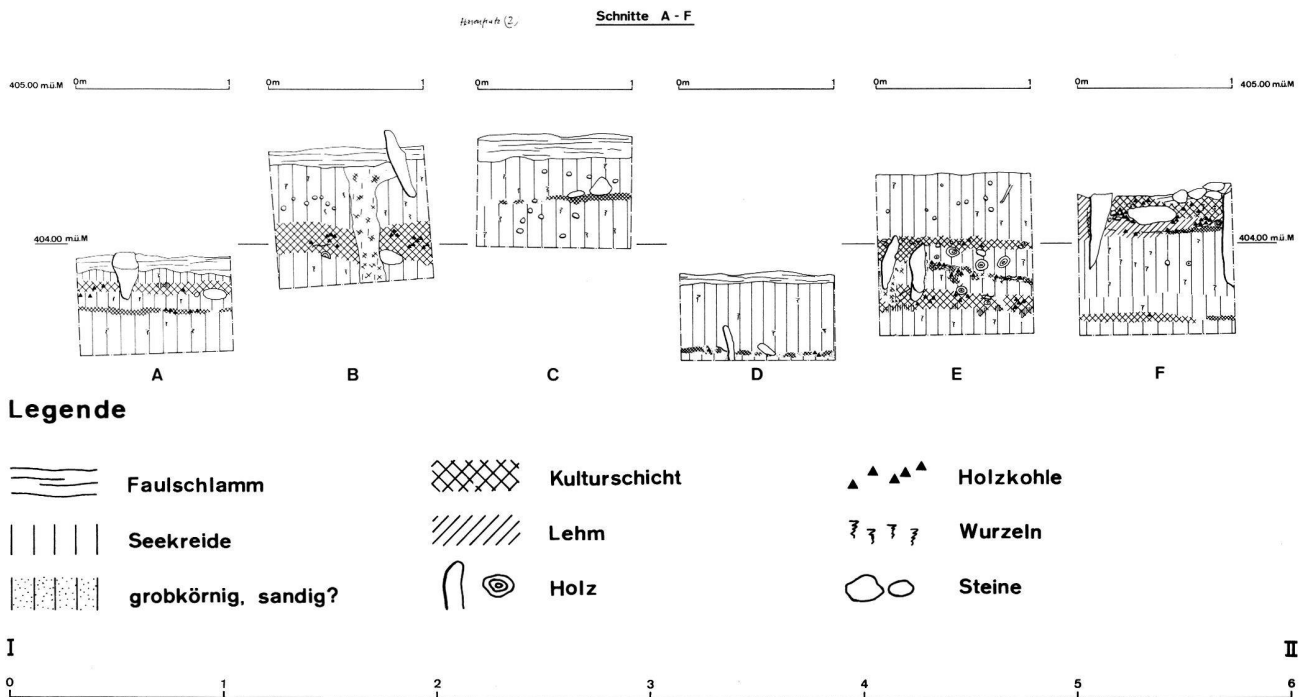 Schnitte A - F
405.00 m.ü.M 0m 1 0m 1 0m 1 0m 1 0m 1 0m 1 405.00 m.ü.M
404.00 m.ü.M 404.00 m.ü.M
A B C D E F
Legende
Faulschlamm Kulturschicht Holzkohle
Seekreide Lehm Wurzeln
grobkörnig, sandig? Holz Steine
I II
0 1 2 3 4 5 6